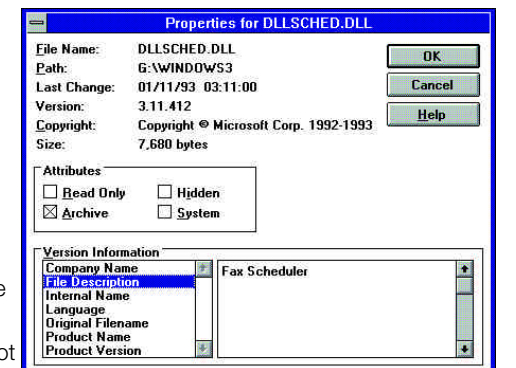 Properties for DLLSCHED.DLL
File Name: DLLSCHED.DLL
Path: G:\WINDOWS3
Last Change: 01/11/93 03:11:00
Version: 3.11.412
Copyright: Copyright © Microsoft Corp. 1992-1993
Size: 7,680 bytes
OK
Cancel
Help
Attributes
Read Only Hidden
Archive System
Version Information
Company Name
File Description
Internal Name
Language
Original Filename
Product Name
Product Version
Fax Scheduler
e
ot